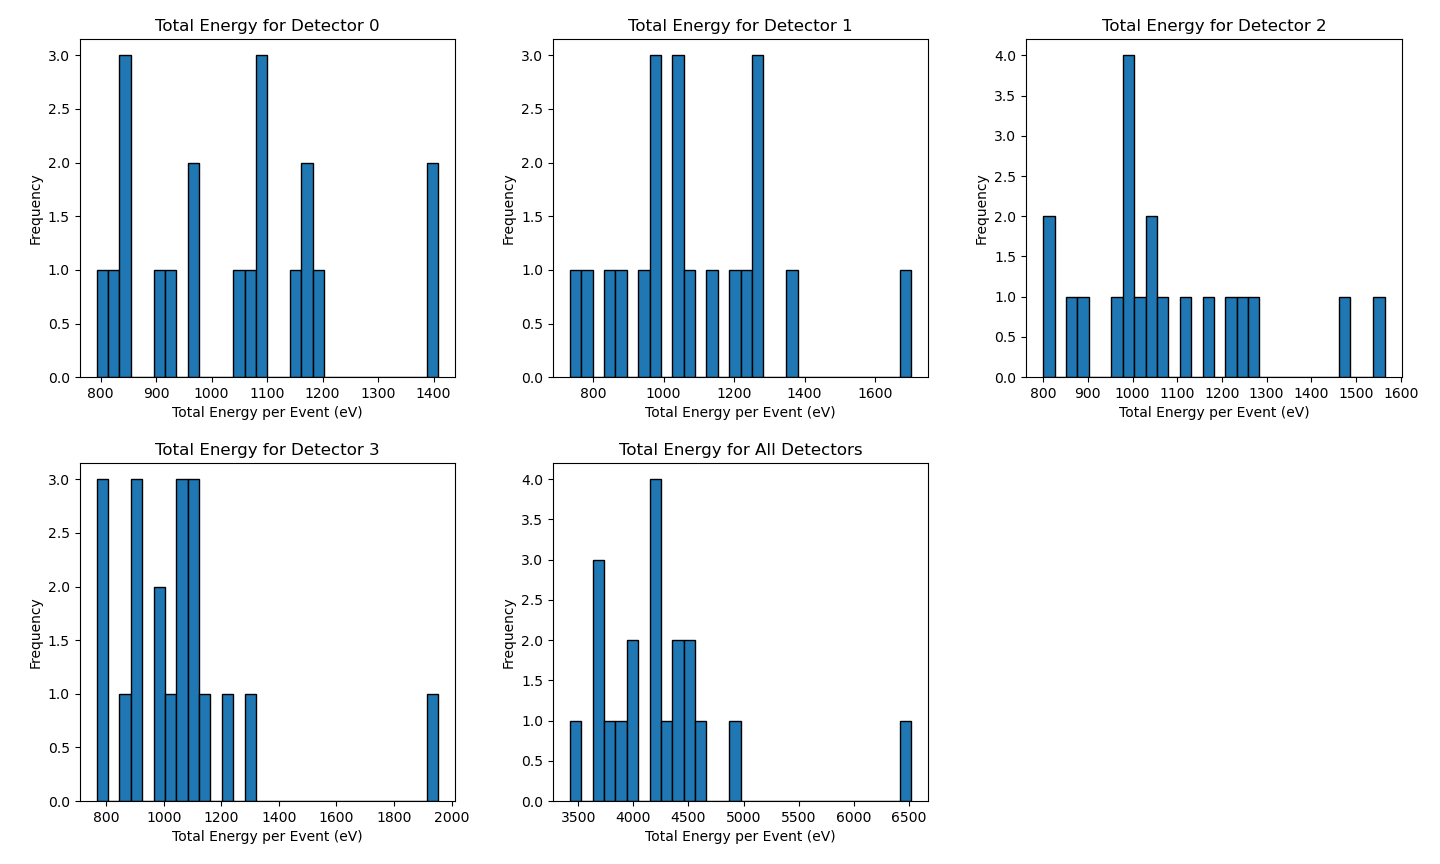 Total Energy for Detector 0
3.0
2.5
2.0
1.5
1.0
0.5
0.0
Frequency
800 900 1000 1100 1200 1300 1400
Total Energy per Event (eV)
Total Energy for Detector 1
3.0
2.5
2.0
1.5
1.0
0.5
0.0
Frequency
800 1000 1200 1400 1600
Total Energy per Event (eV)
Total Energy for Detector 2
4.0
3.5
3.0
2.5
2.0
1.5
1.0
0.5
0.0
Frequency
800 900 1000 1100 1200 1300 1400 1500 1600
Total Energy per Event (eV)
Total Energy for Detector 3
3.0
2.5
2.0
1.5
1.0
0.5
0.0
Frequency
800 1000 1200 1400 1600 1800 2000
Total Energy per Event (eV)
Total Energy for All Detectors
4.0
3.5
3.0
2.5
2.0
1.5
1.0
0.5
0.0
Frequency
3500 4000 4500 5000 5500 6000 6500
Total Energy per Event (eV)